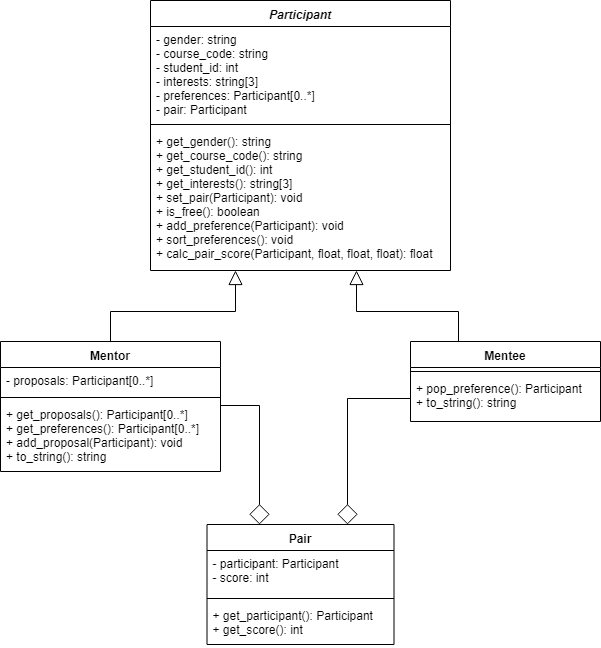 Participant
- gender: string
- course_code: string
- student_id: int
- interests: string[3]
- preferences: Participant[0..*]
- pair: Participant
+ get_gender(): string
+ get_course_code(): string
+ get_student_id(): int
+ get_interests(): string[3]
+ set_pair(Participant): void
+ is_free(): boolean
+ add_preference(Participant): void
+ sort_preferences(): void
+ calc_pair_score(Participant, float, float, float): float
Mentor
- proposals: Participant[0..*]
+ get_proposals(): Participant[0..*]
+ get_preferences(): Participant[0..*]
+ add_proposal(Participant): void
+ to_string(): string
Mentee
+ pop_preference(): Participant
+ to_string(): string
Pair
- participant: Participant
- score: int
+ get_participant(): Participant
+ get_score(): int